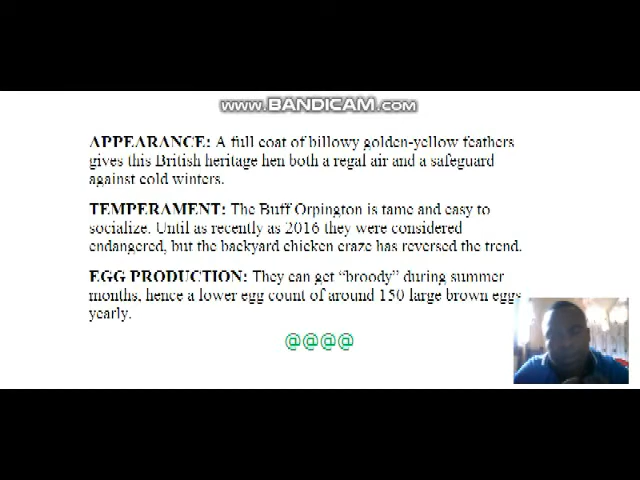 www.BANDICAM.com
APPEARANCE: A full coat of billowy golden-yellow feathers
gives this British heritage hen both a regal air and a safeguard
against cold winters.
TEMPERAMENT: The Buff Orpington is tame and easy to
socialize. Until as recently as 2016 they were considered
endangered, but the backyard chicken craze has reversed the trend.
EGG PRODUCTION: They can get “broody” during summer
months, hence a lower egg count of around 150 large brown eggs
yearly.
@@@@